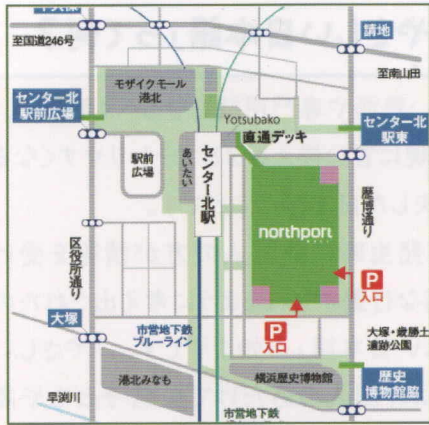 至国道246号
請地
至南山田
モザイクモール
港北
センター北
駅前広場
Yotsubako
直通デッキ
センター北
駅東
駅前
広場
あいたい
センター北駅
northport
MALL
歴博通り
区役所通り
P
入口
P
入口
大塚
市営地下鉄
ブルーライン
大塚・歳勝土
遺跡公園
港北みなも
横浜歴史博物館
歴史
博物館脇
早渕川
市営地下鉄